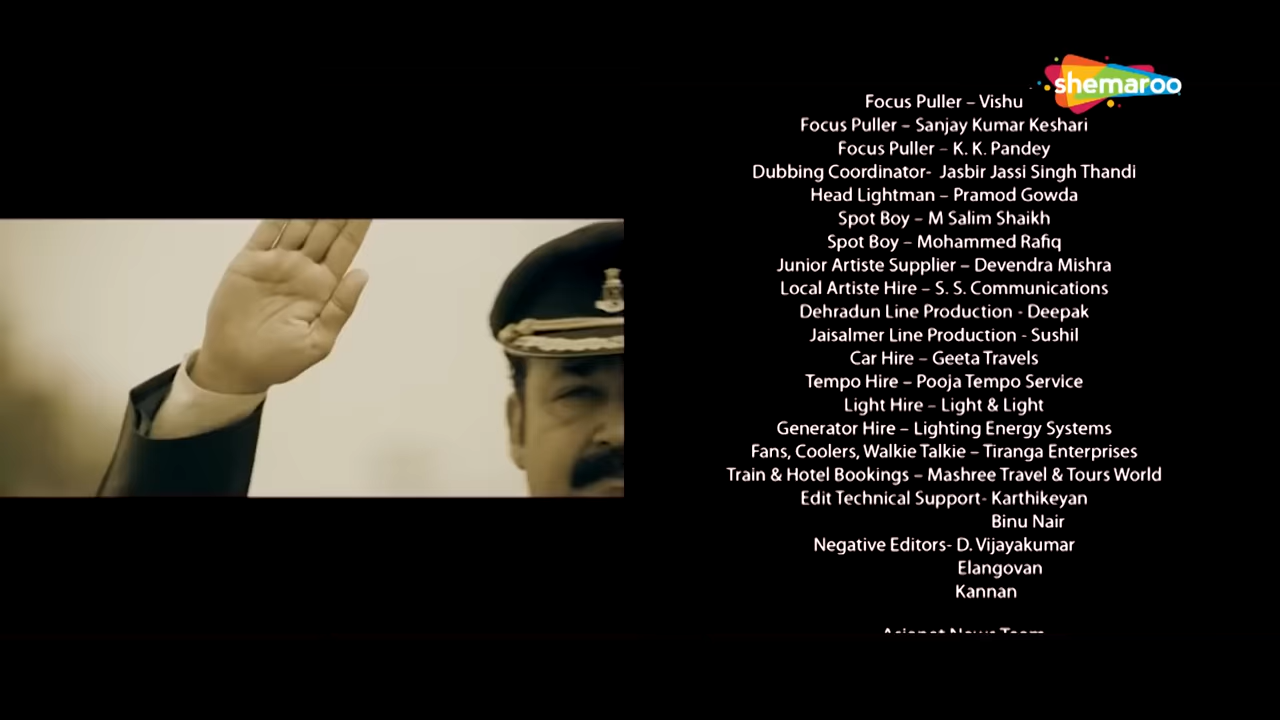 shemaroo
Focus Puller – Vishu
Focus Puller – Sanjay Kumar Keshari
Focus Puller – K. K. Pandey
Dubbing Coordinator- Jasbir Jassi Singh Thandi
Head Lightman – Pramod Gowda
Spot Boy – M Salim Shaikh
Spot Boy – Mohammed Rafiq
Junior Artiste Supplier – Devendra Mishra
Local Artiste Hire – S. S. Communications
Dehradun Line Production - Deepak
Jaisalmer Line Production - Sushil
Car Hire – Geeta Travels
Tempo Hire – Pooja Tempo Service
Light Hire – Light & Light
Generator Hire – Lighting Energy Systems
Fans, Coolers, Walkie Talkie – Tiranga Enterprises
Train & Hotel Bookings – Mashree Travel & Tours World
Edit Technical Support- Karthikeyan
Binu Nair
Negative Editors- D. Vijayakumar
Elangovan
Kannan
Asianet News Team